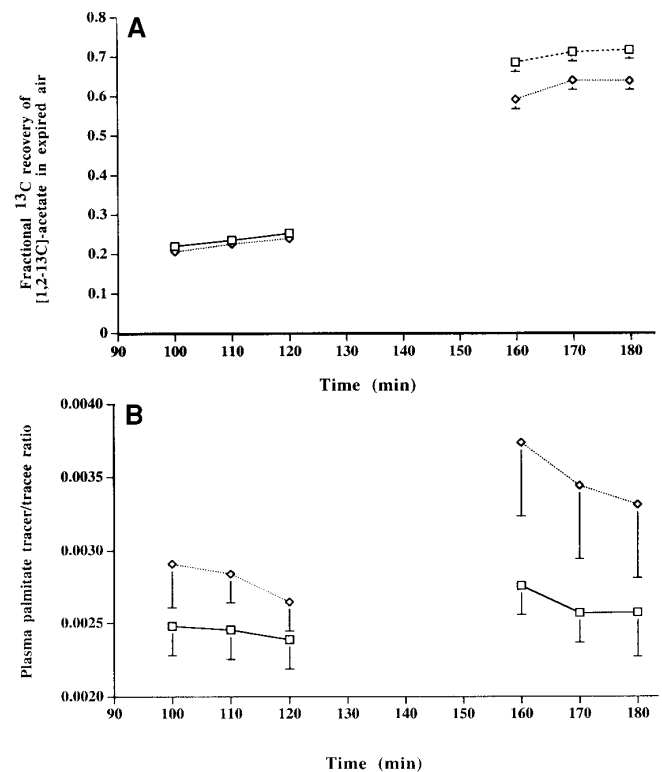 A
Fractional 13C recovery of
[1,2-13C]-acetate in expired air
0.8
0.7
0.6
0.5
0.4
0.3
0.2
0.1
0
90 100 110 120 130 140 150 160 170 180
Time (min)
B
Plasma palmitate tracer/tracee ratio
0.0040
0.0035
0.0030
0.0025
0.0020
90 100 110 120 130 140 150 160 170 180
Time (min)